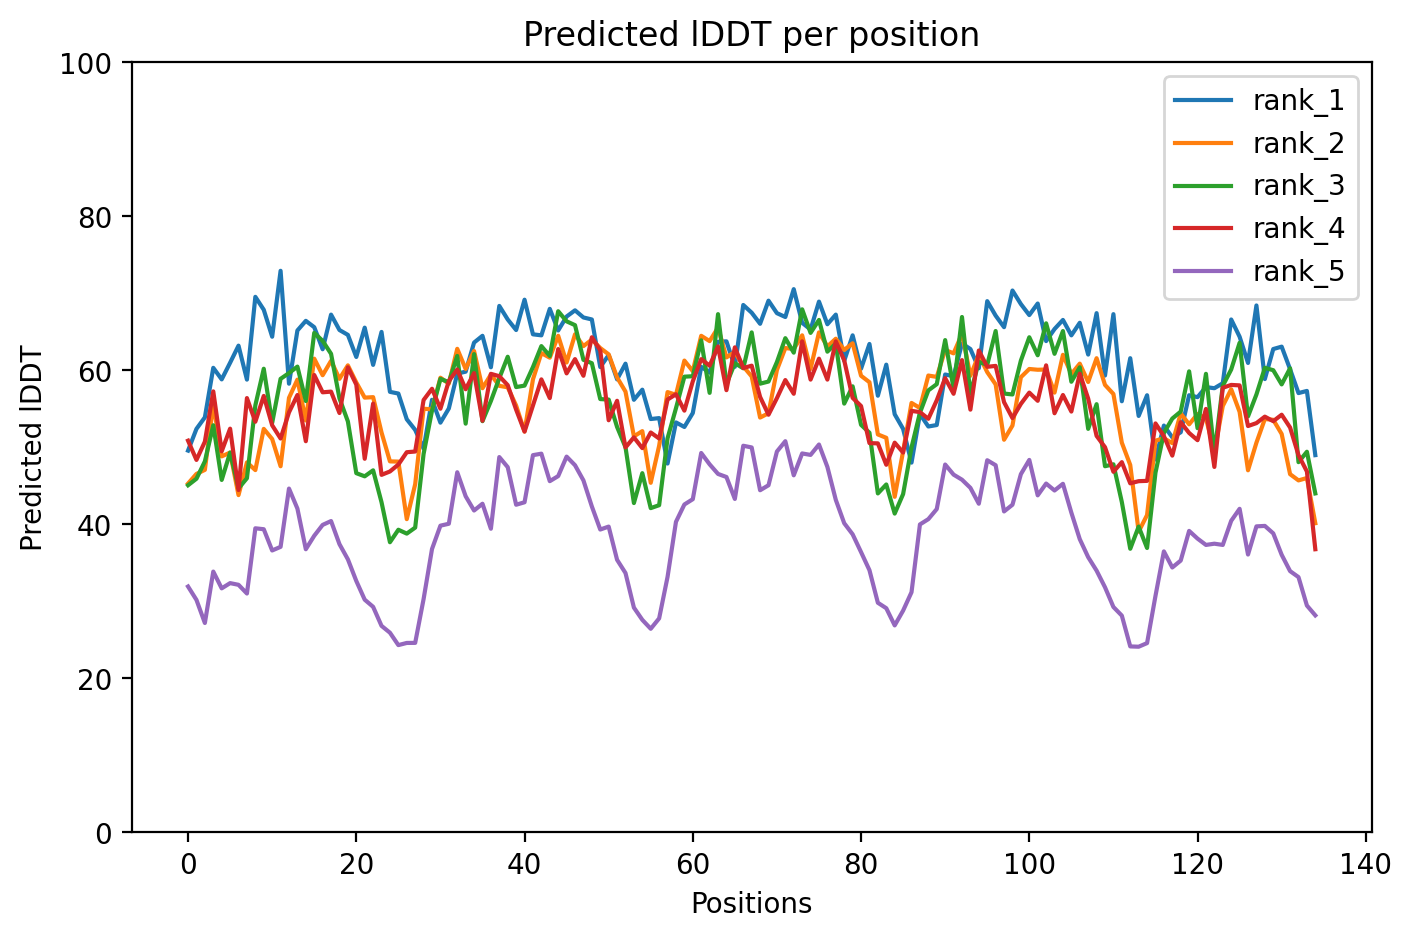 Predicted lDDT per position
100
80
60
40
20
0
Predicted lDDT
0 20 40 60 80 100 120 140
Positions
rank_1
rank_2
rank_3
rank_4
rank_5